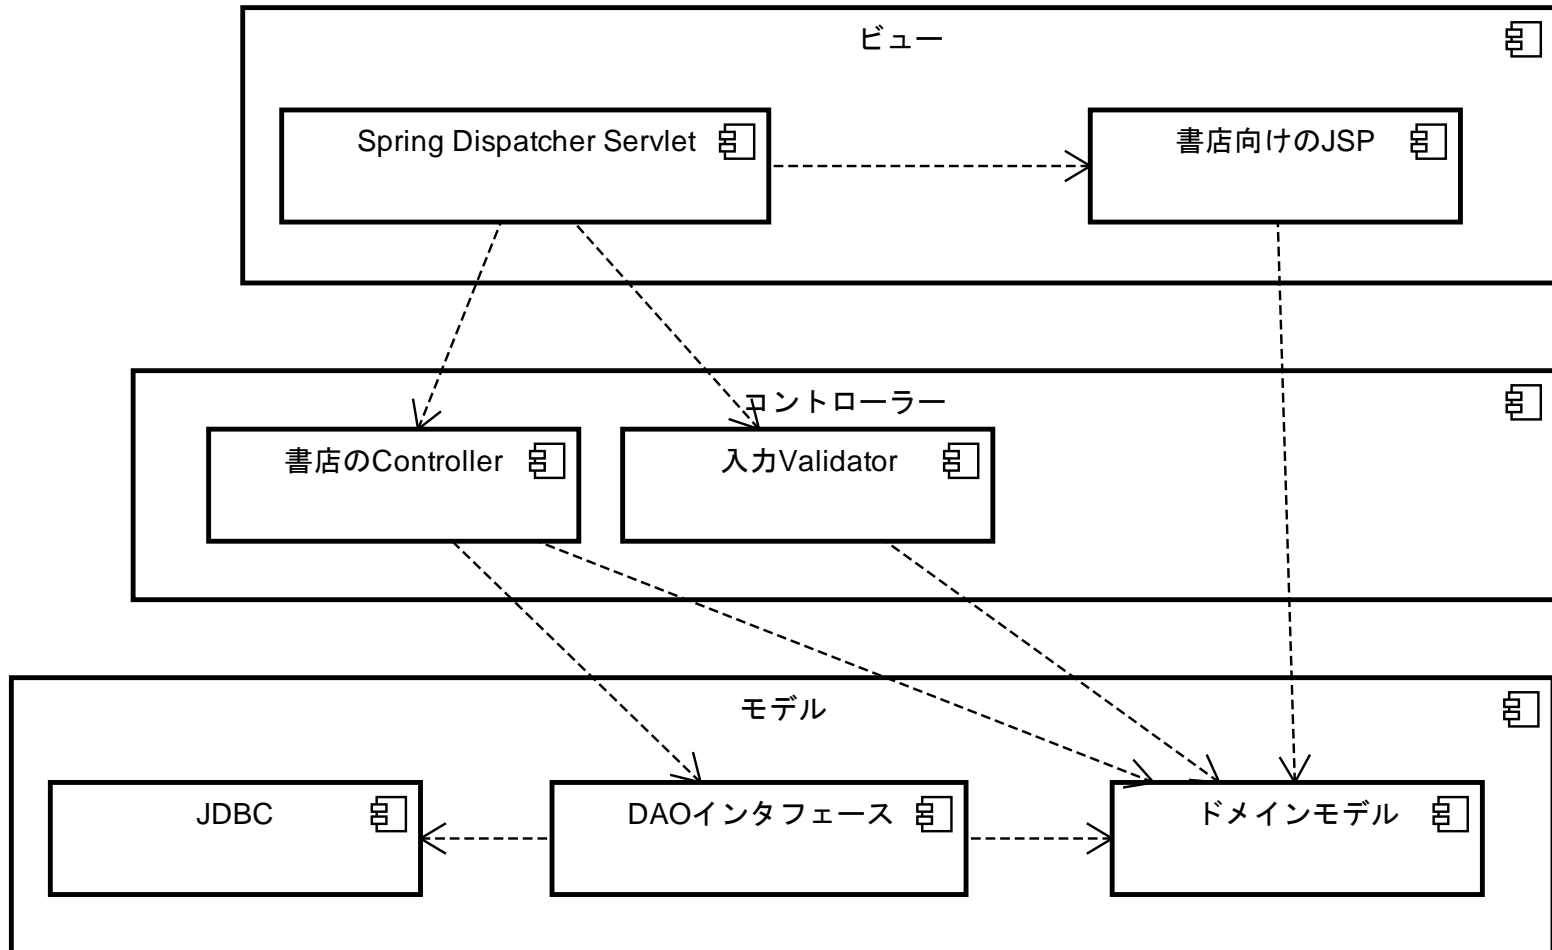 ビュー
Spring Dispatcher Servlet
書店向けのJSP
コントローラー
書店のController
入力Validator
モデル
JDBC
DAOインタフェース
ドメインモデル